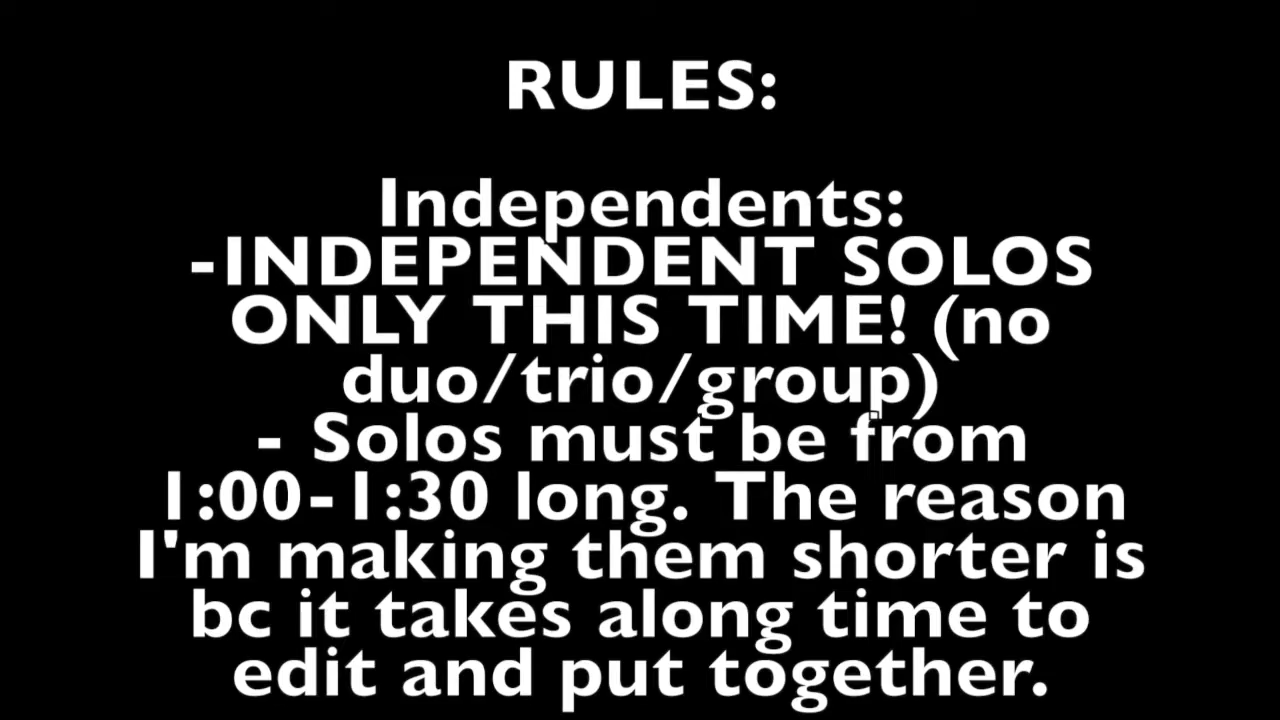 RULES:
Independents:
-INDEPENDENT SOLOS
ONLY THIS TIME! (no
duo/trio/group)
- Solos must be from
1:00-1:30 long. The reason
I'm making them shorter is
bc it takes along time to
edit and put together.